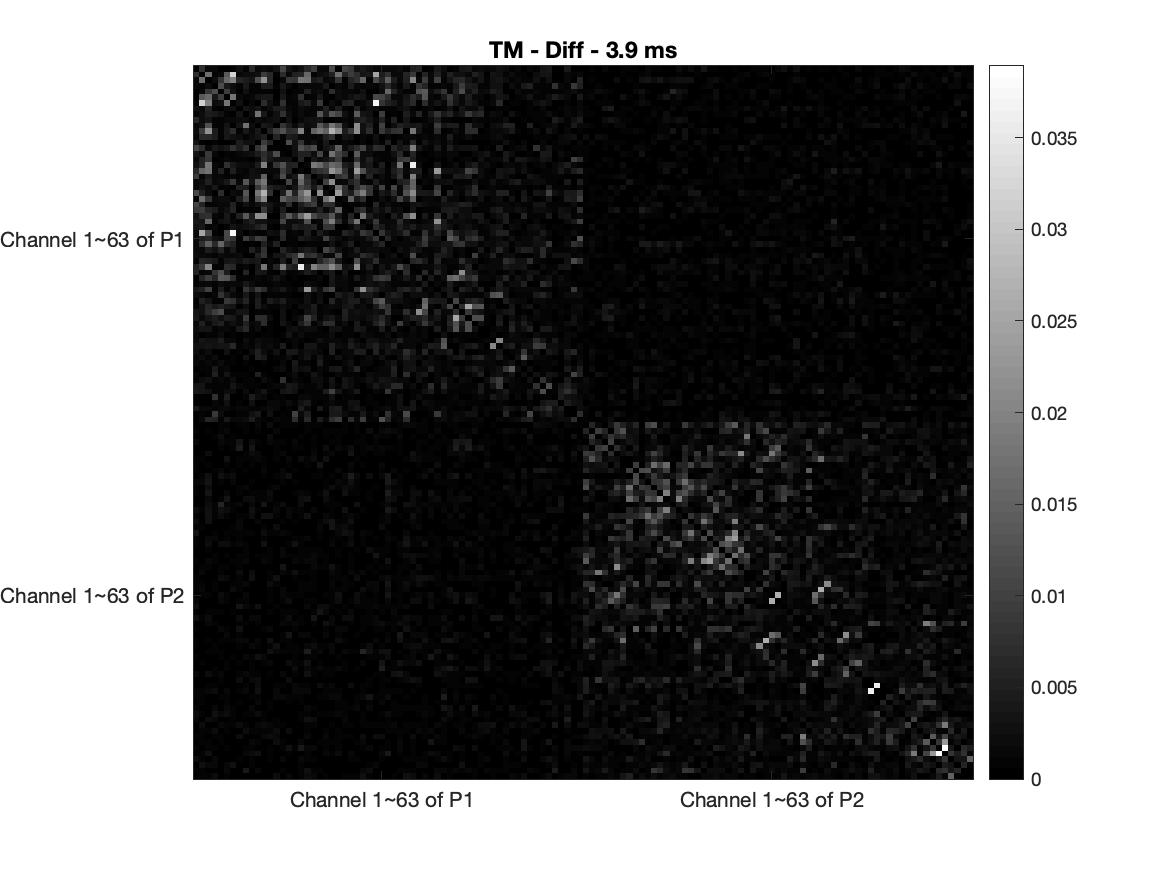 TM - Diff - 3.9 ms
0.035
Channel 1~63 of P1
0.03
0.025
0.02
0.015
Channel 1~63 of P2
0.01
0.005
0
Channel 1~63 of P1
Channel 1~63 of P2